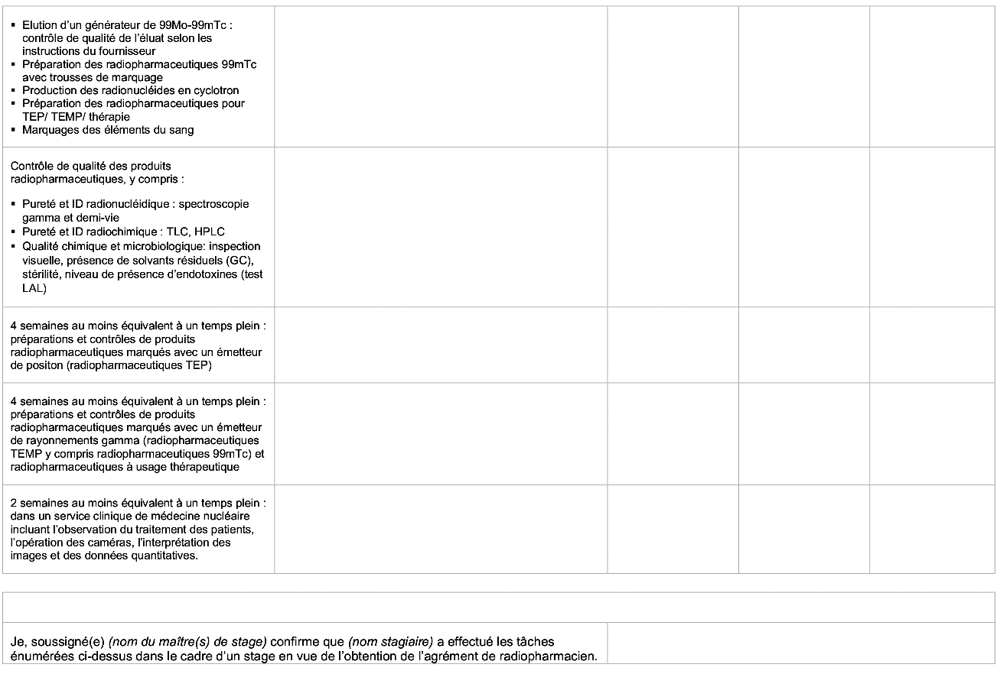 ▪ Elution d’un générateur de 99Mo-99mTc :
contrôle de qualité de l’éluat selon les
instructions du fournisseur
▪ Préparation des radiopharmaceutiques 99mTc
avec trousses de marquage
▪ Production des radionucléides en cyclotron
▪ Préparation des radiopharmaceutiques pour
TEP/ TEMP/ thérapie
▪ Marquages des éléments du sang
Contrôle de qualité des produits
radiopharmaceutiques, y compris :
▪ Pureté et ID radionucléidique : spectroscopie
gamma et demi-vie
▪ Pureté et ID radiochimique : TLC, HPLC
▪ Qualité chimique et microbiologique: inspection
visuelle, présence de solvants résiduels (GC),
stérilité, niveau de présence d’endotoxines (test
LAL)
4 semaines au moins équivalent à un temps plein :
préparations et contrôles de produits
radiopharmaceutiques marqués avec un émetteur
de positon (radiopharmaceutiques TEP)
4 semaines au moins équivalent à un temps plein :
préparations et contrôles de produits
radiopharmaceutiques marqués avec un émetteur
de rayonnements gamma (radiopharmaceutiques
TEMP y compris radiopharmaceutiques 99mTc) et
radiopharmaceutiques à usage thérapeutique
2 semaines au moins équivalent à un temps plein :
dans un service clinique de médecine nucléaire
incluant l’observation du traitement des patients,
l’opération des caméras, l’interprétation des
images et des données quantitatives.
Je, soussigné(e) (nom du maître(s) de stage) confirme que (nom stagiaire) a effectué les tâches
énumérées ci-dessus dans le cadre d’un stage en vue de l’obtention de l’agrément de radiopharmacien.